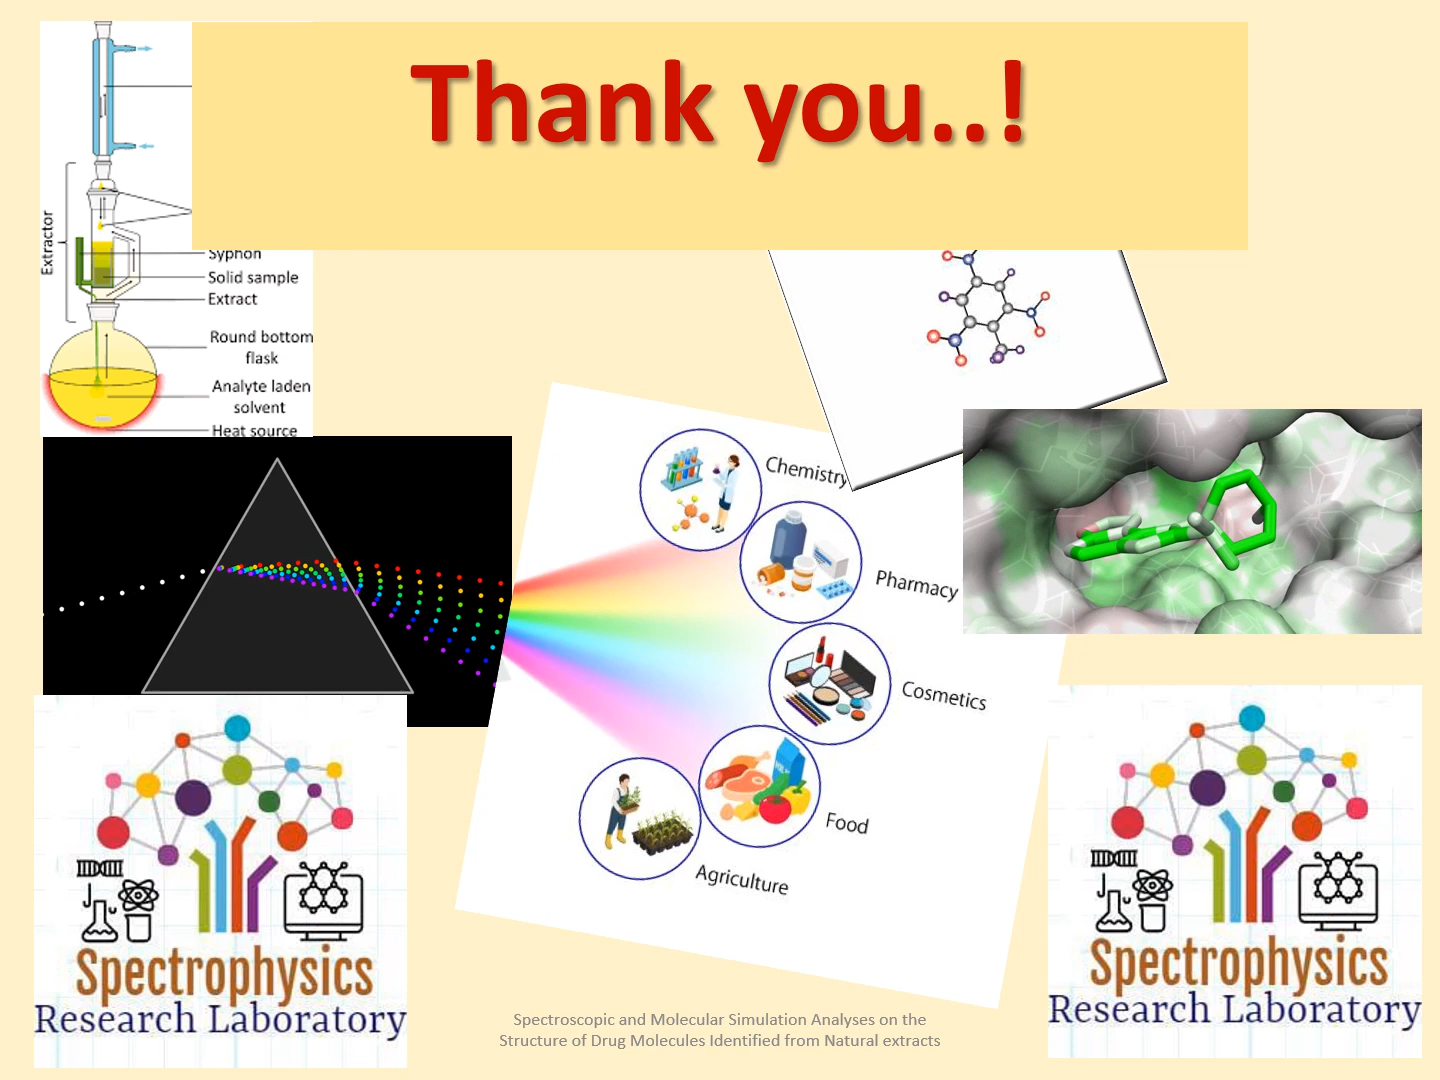 Thank you..!
Extractor
Syphon
Solid sample
Extract
Round bottom
flask
Analyte laden
solvent
Heat source
Chemistry
Pharmacy
Cosmetics
Food
Agriculture
Spectrophysics
Research Laboratory
Spectrophysics
Research Laboratory
Spectroscopic and Molecular Simulation Analyses on the
Structure of Drug Molecules Identified from Natural extracts